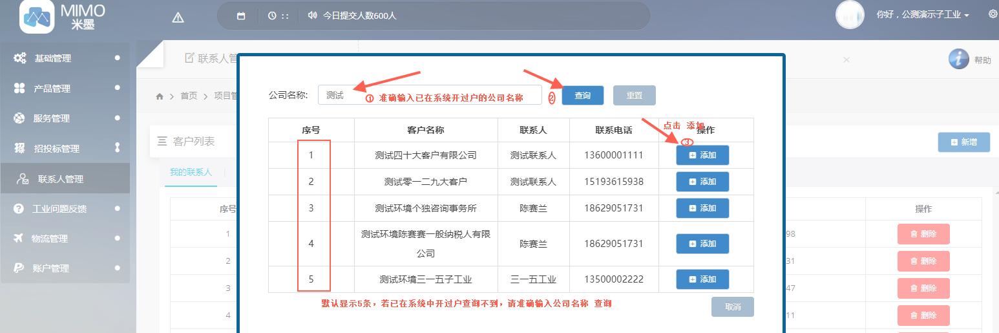 MIMO
米墨
: :
今日提交人数600人
你好，公测演示子工业
基础管理
产品管理
服务管理
招投标管理
联系人管理
工业问题反馈
物流管理
账户管理
联系人管
帮助
首页
项目管
客户列表
新增
我的联系人
序号
操作
1
98
删除
2
31
删除
3
47
删除
4
11
删除
公司名称:
测试
① 准确输入已在系统开过户的公司名称
②
查询
重置
点击 添加
③
序号 客户名称 联系人 联系电话 操作
1 测试四十大客户有限公司 测试联系人 13600001111 添加
2 测试零一二九大客户 测试联系人 15193615938 添加
3 测试环境个独咨询事务所 陈赛兰 18629051731 添加
4 测试环境陈赛赛一般纳税人有限
公司 陈赛兰 18629051731 添加
5 测试环境三一五子工业 三一五工业 13500002222 添加
默认显示5条，若已在系统中开过户查询不到，请准确输入公司名称 查询
取消